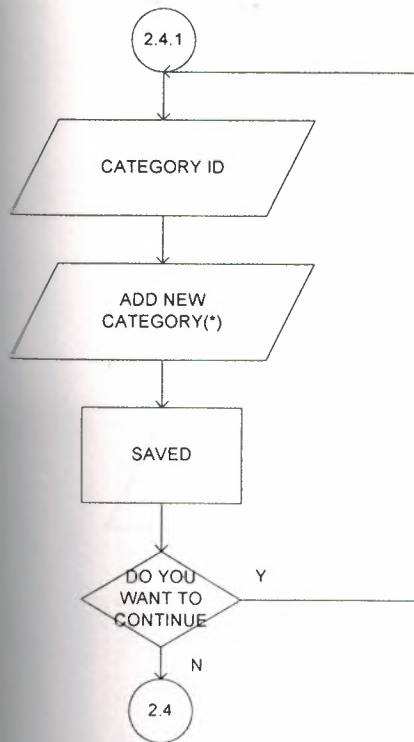 2.4.1
CATEGORY ID
ADD NEW
CATEGORY(*)
SAVED
DO YOU
WANT TO
CONTINUE
Y
N
2.4